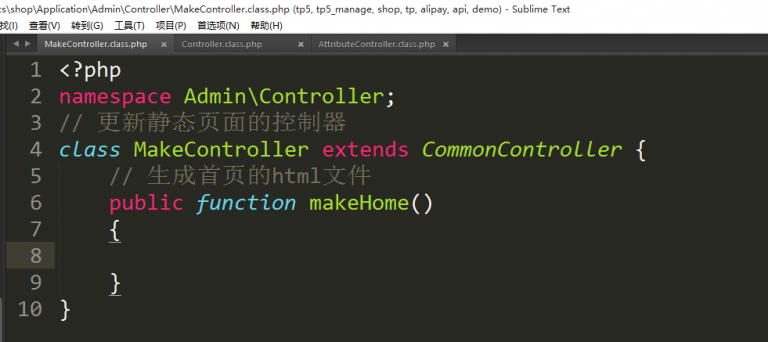 cs\shop\Application\Admin\Controller\MakeController.class.php (tp5, tp5_manage, shop, tp, alipay, api, demo) - Sublime Text
找(I) 查看(V) 转到(G) 工具(T) 项目(P) 首选项(N) 帮助(H)
MakeController.class.php × Controller.class.php × AttributeController.class.php ×
1 <?php
2 namespace Admin\Controller;
3 // 更新静态页面的控制器
4 class MakeController extends CommonController {
5 // 生成首页的html文件
6 public function makeHome()
7 {
8
9 }
10 }